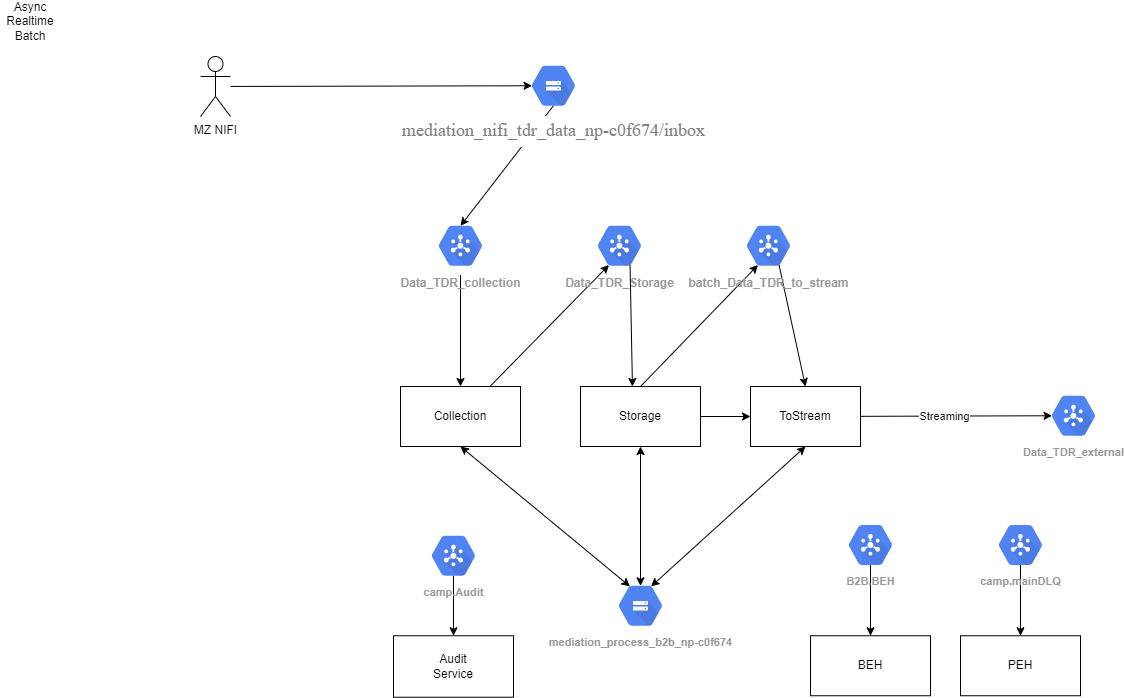 Async
Realtime
Batch
MZ NIFI
mediation_nifi_tdr_data_np-c0f674/inbox
Data_TDR_collection
Data_TDR_Storage
batch_Data_TDR_to_stream
Collection
Storage
ToStream
Streaming
Data_TDR_external
camp.Audit
B2B.BEH
camp.mainDLQ
mediation_process_b2b_np-c0f674
Audit
Service
BEH
PEH